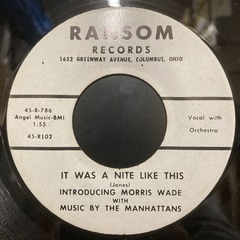 RANSOM
RECORDS
1652 GREENWAY AVENUE, COLUMBUS, OHIO
45-R-786
Angel Music-BMI
1:55
45-R102
Vocal with
Orchestra
IT WAS A NITE LIKE THIS
(Jones)
INTRODUCING MORRIS WADE
WITH
MUSIC BY THE MANHATTANS